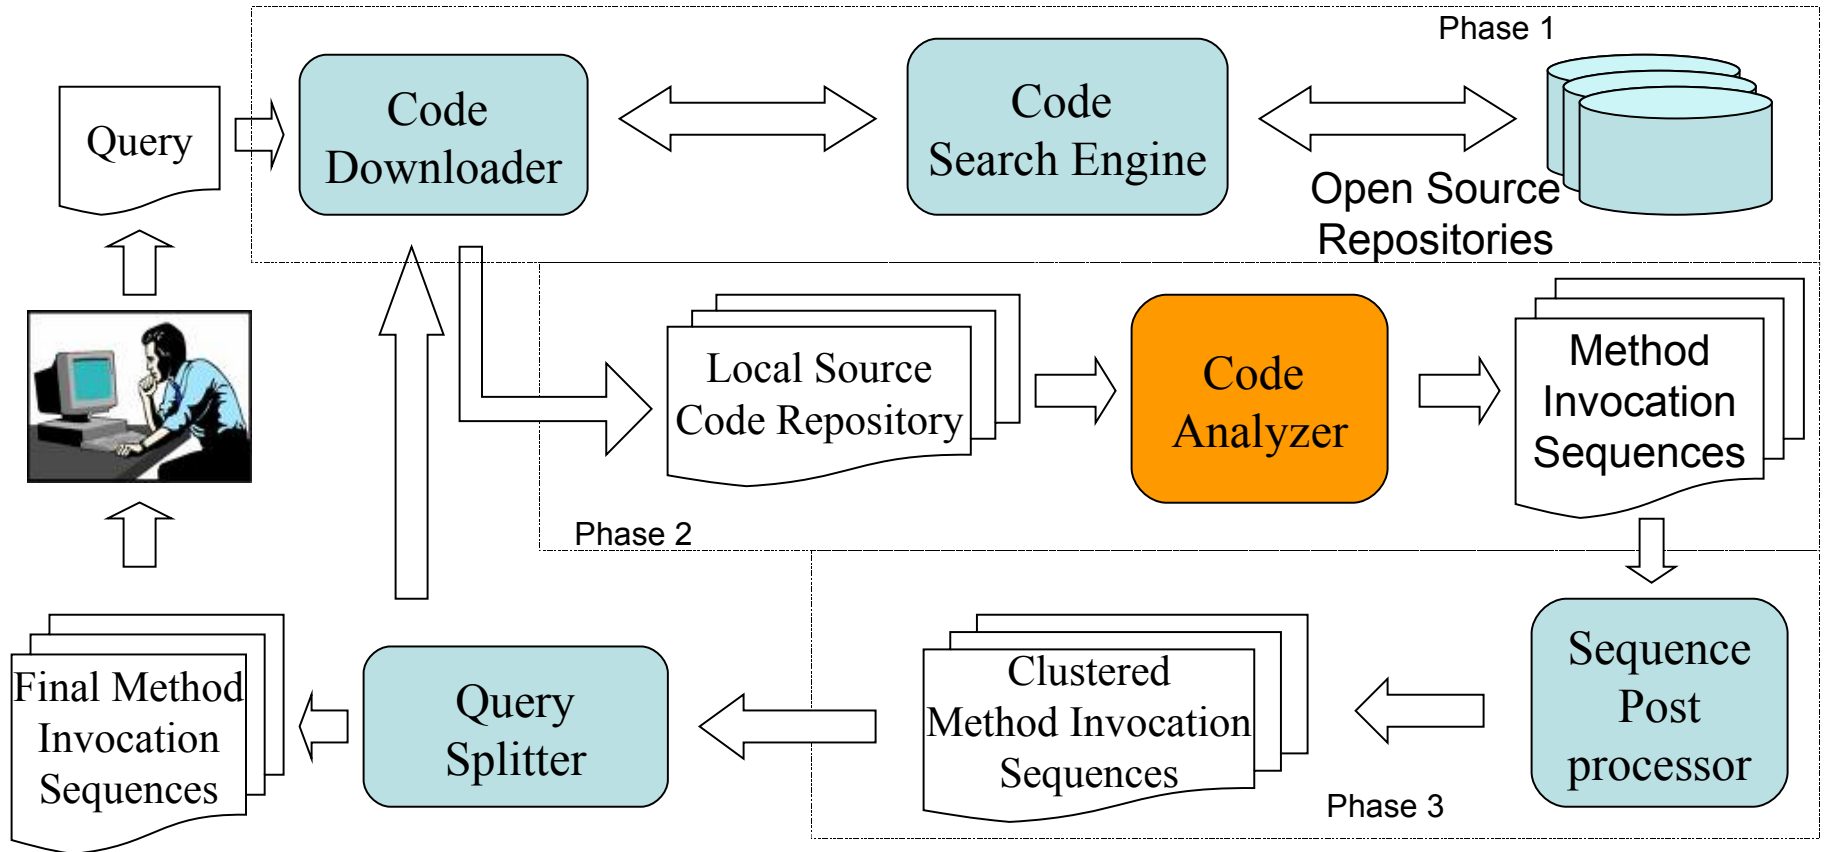 Phase 1
Query
Code
Downloader
Code
Search Engine
Open Source
Repositories
Local Source
Code Repository
Code
Analyzer
Method
Invocation
Sequences
Phase 2
Final Method
Invocation
Sequences
Query
Splitter
Clustered
Method Invocation
Sequences
Sequence
Post
processor
Phase 3